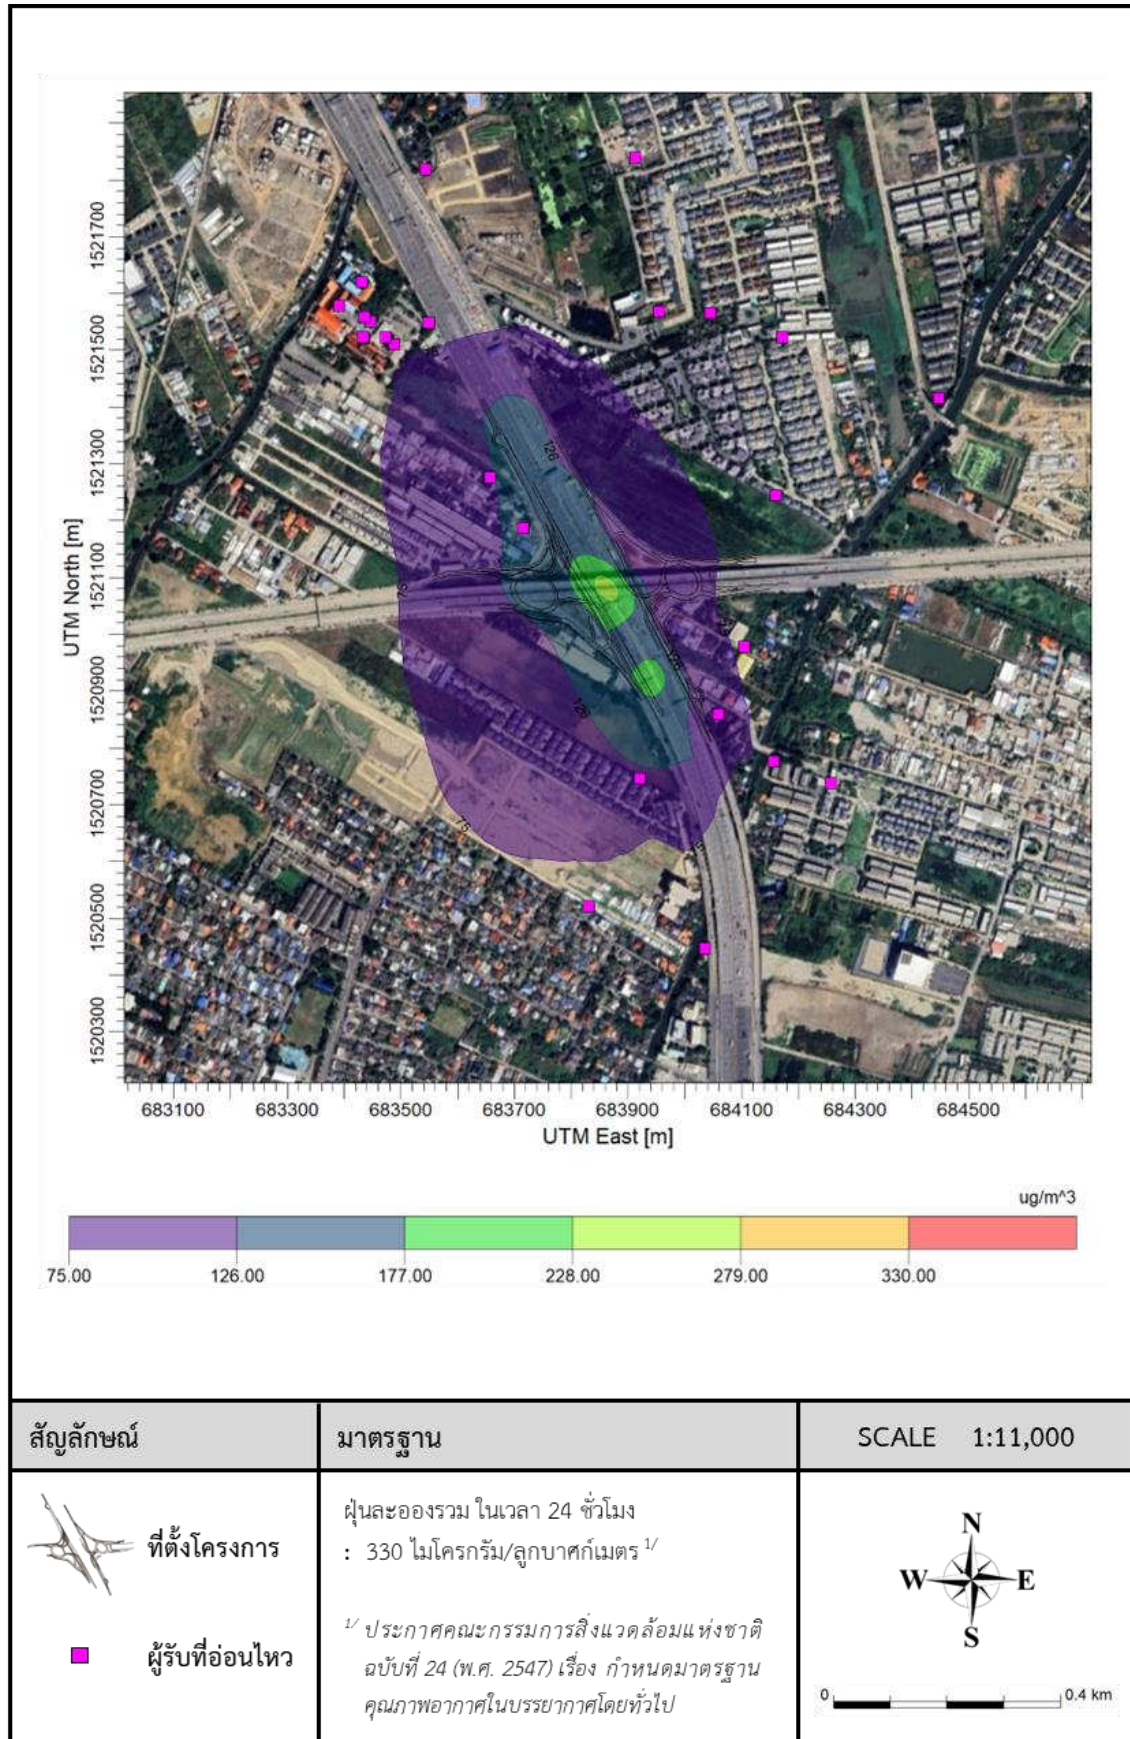 1521700
1521500
1521300
1521100
1520900
1520700
1520500
1520300
UTM North [m]
126
126
126
75
683100 683300 683500 683700 683900 684100 684300 684500
UTM East [m]
ug/m^3
75.00 126.00 177.00 228.00 279.00 330.00
สัญลักษณ์
ที่ตั้งโครงการ
ผู้รับที่อ่อนไหว
มาตรฐาน
ฝุ่นละอองรวม ในเวลา 24 ชั่วโมง
: 330 ไมโครกรัม/ลูกบาศก์เมตร 1/
1/ ประกาศคณะกรรมการสิ่งแวดล้อมแห่งชาติ
ฉบับที่ 24 (พ.ศ. 2547) เรื่อง กำหนดมาตรฐาน
คุณภาพอากาศในบรรยากาศโดยทั่วไป
SCALE 1:11,000
N
W E
S
0 0.4 km